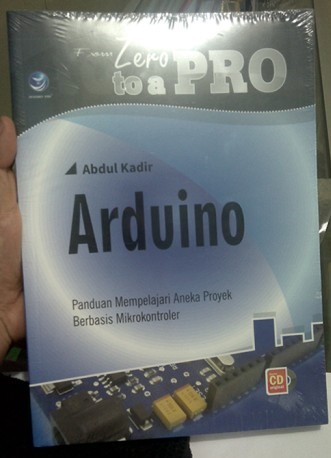 From Zero
to a PRO
Abdul Kadir
Arduino
Panduan Mempelajari Aneka Proyek
Berbasis Mikrokontroler
CD